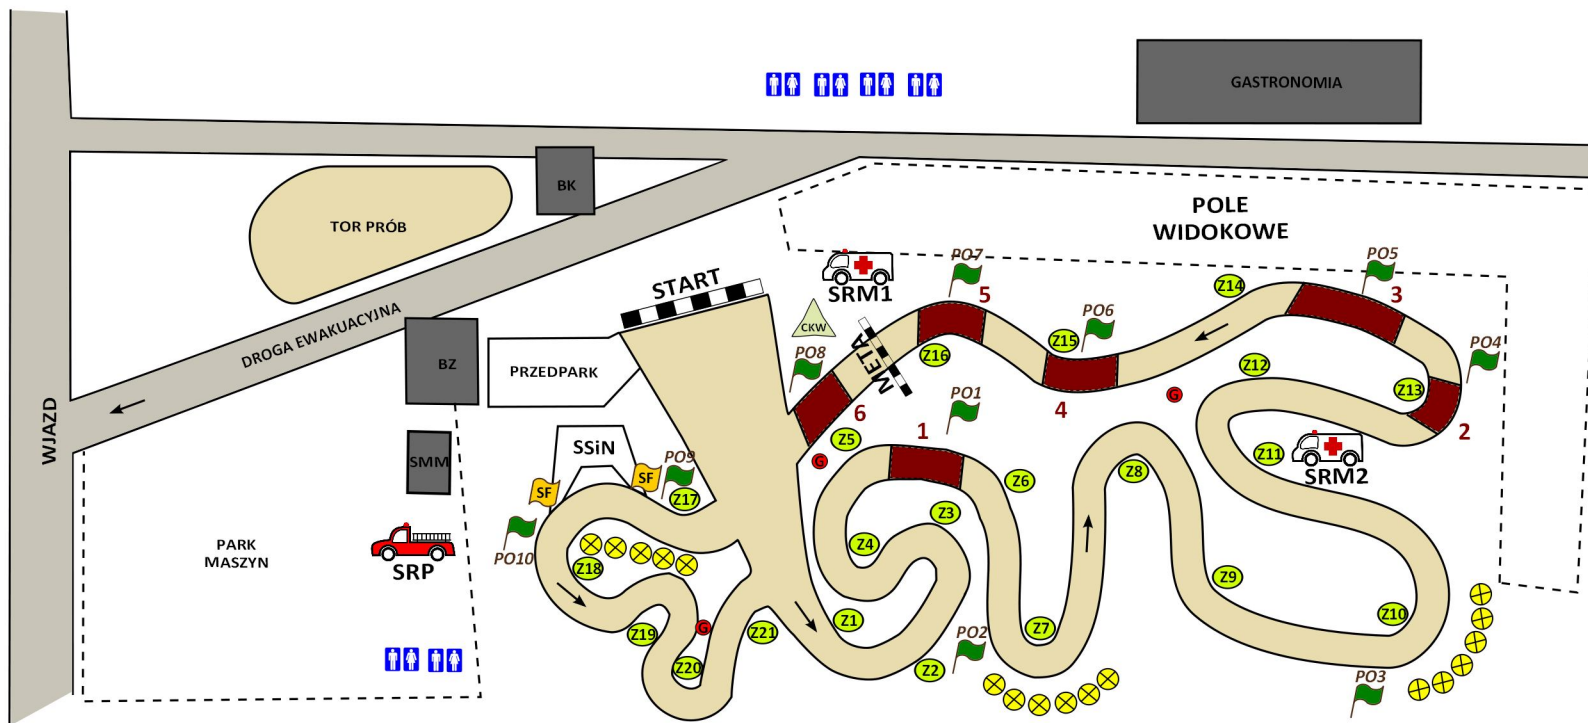 GASTRONOMIA
BK
TOR PRÓB
POLE
WIDOKOWE
DROGA EWAKUACYJNA
WJAZD
START
SRM1
CKW
META
PO7
5
PO5
3
Z14
PO6
Z15
4
PO4
Z13
2
Z12
Z16
PO8
6
BZ
PRZEDPARK
SSiN
SMM
SF
SF
PO9
Z17
PO10
Z18
SRP
PARK
MASZYN
Z5
G
1
PO1
Z6
Z3
Z4
Z8
G
Z11
SRM2
Z9
Z10
Z1
Z2
PO2
Z7
PO3
Z19
G
Z20
Z21